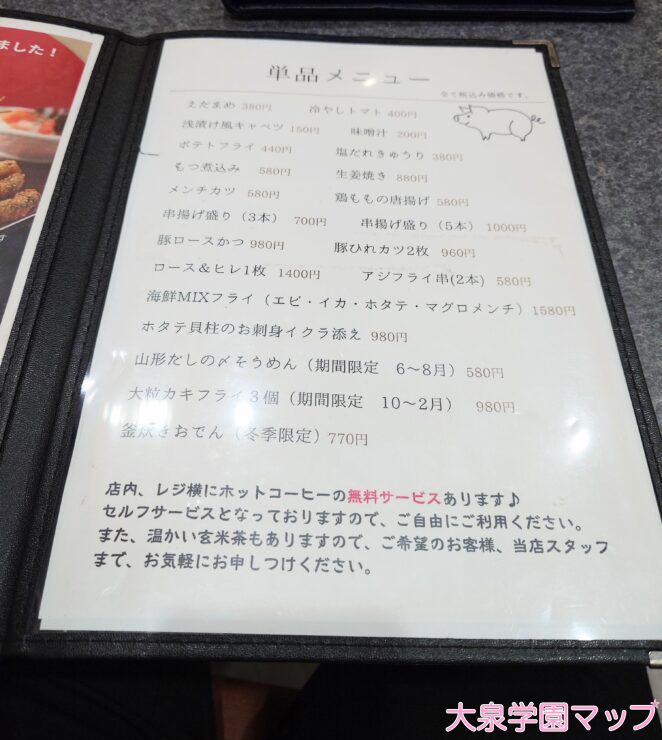 ました！
単品メニュー
全て税込み価格です。
えだまめ 380円 冷やしトマト 400円
浅漬け風キャベツ 150円 味噌汁 200円
ポテトフライ 440円 塩だれきゅうり 380円
もつ煮込み 580円 生姜焼き 880円
メンチカツ 580円 鶏ももの唐揚げ 580円
串揚げ盛り（3本） 700円 串揚げ盛り（5本） 1000円
豚ロースかつ 980円 豚ひれカツ2枚 960円
ロース＆ヒレ1枚 1400円 アジフライ串(2本) 580円
海鮮MIXフライ（エビ・イカ・ホタテ・マグロメンチ）1580円
ホタテ貝柱のお刺身イクラ添え 980円
山形だしの〆そうめん（期間限定 6～8月）580円
大粒カキフライ３個（期間限定 10～2月） 980円
釜炊きおでん（冬季限定）770円
店内、レジ横にホットコーヒーの無料サービスあります♪
セルフサービスとなっておりますので、ご自由にご利用ください。
また、温かい玄米茶もありますので、ご希望のお客様、当店スタッフ
まで、お気軽にお申しつけください。
円
大泉学園マップ